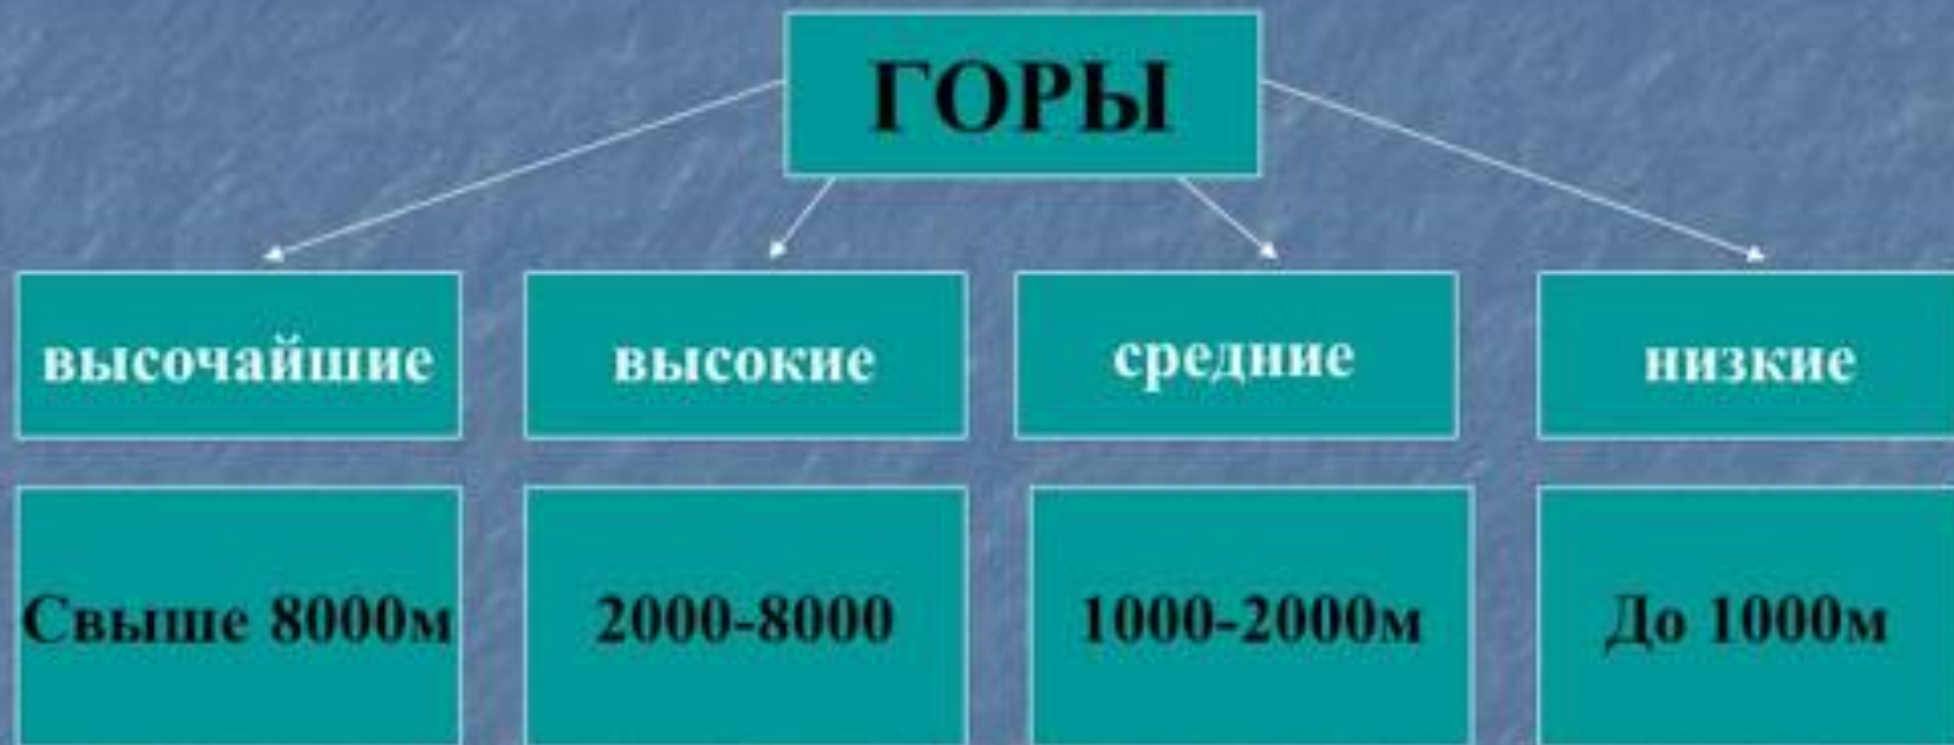 ГОРЫ
высочайшие
высокие
средние
низкие
Свыше 8000м
2000-8000
1000-2000м
До 1000м